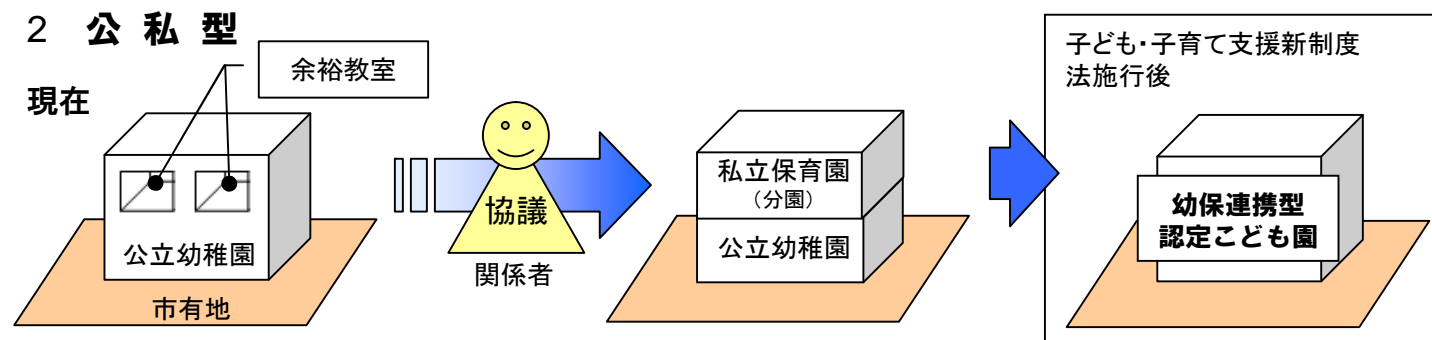 2 公 私 型
現在
余裕教室
公立幼稚園
市有地
協議
関係者
私立保育園
（分園）
公立幼稚園
子ども・子育て支援新制度
法施行後
幼保連携型
認定こども園